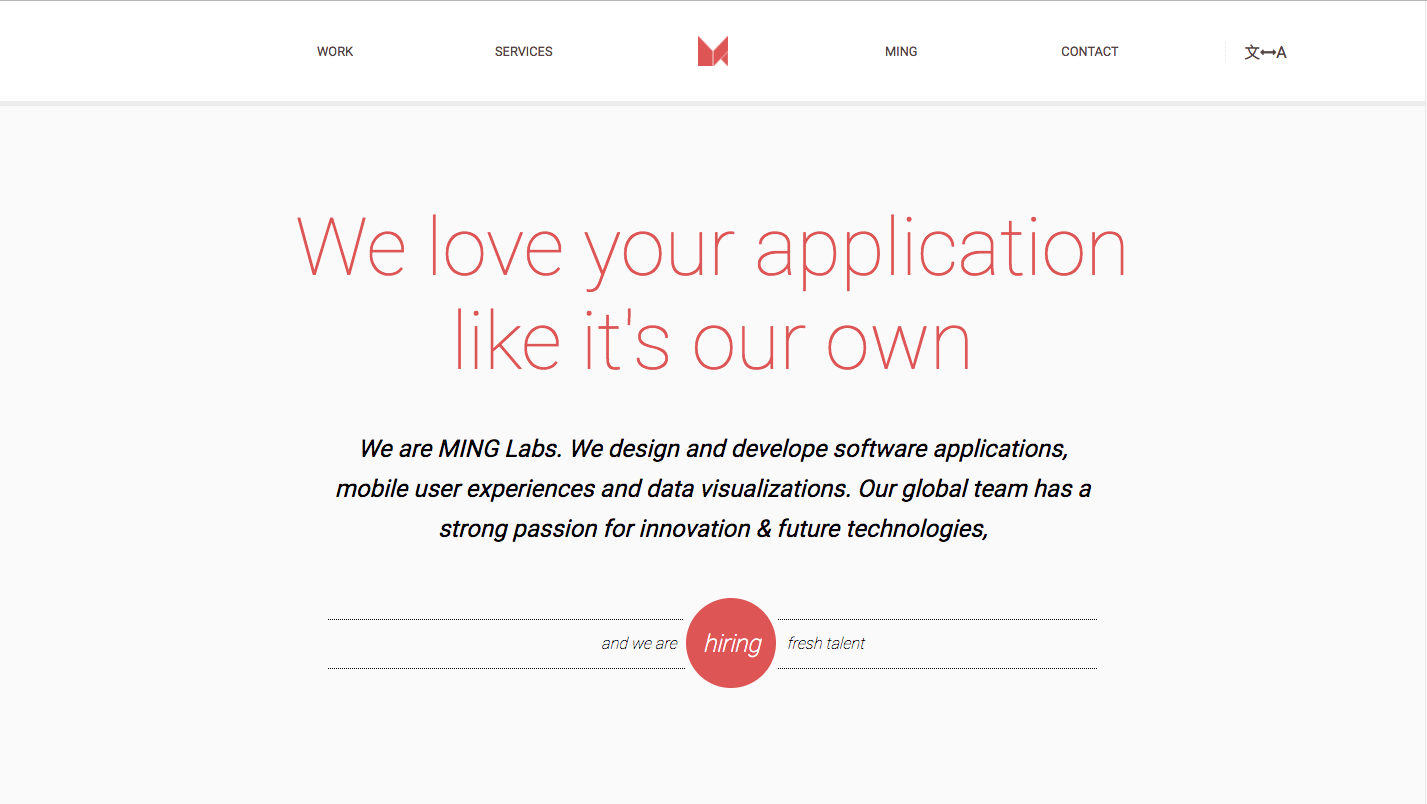 WORK SERVICES MING CONTACT 文↔A
We love your application
like it's our own
We are MING Labs. We design and develope software applications,
mobile user experiences and data visualizations. Our global team has a
strong passion for innovation & future technologies,
and we are hiring fresh talent